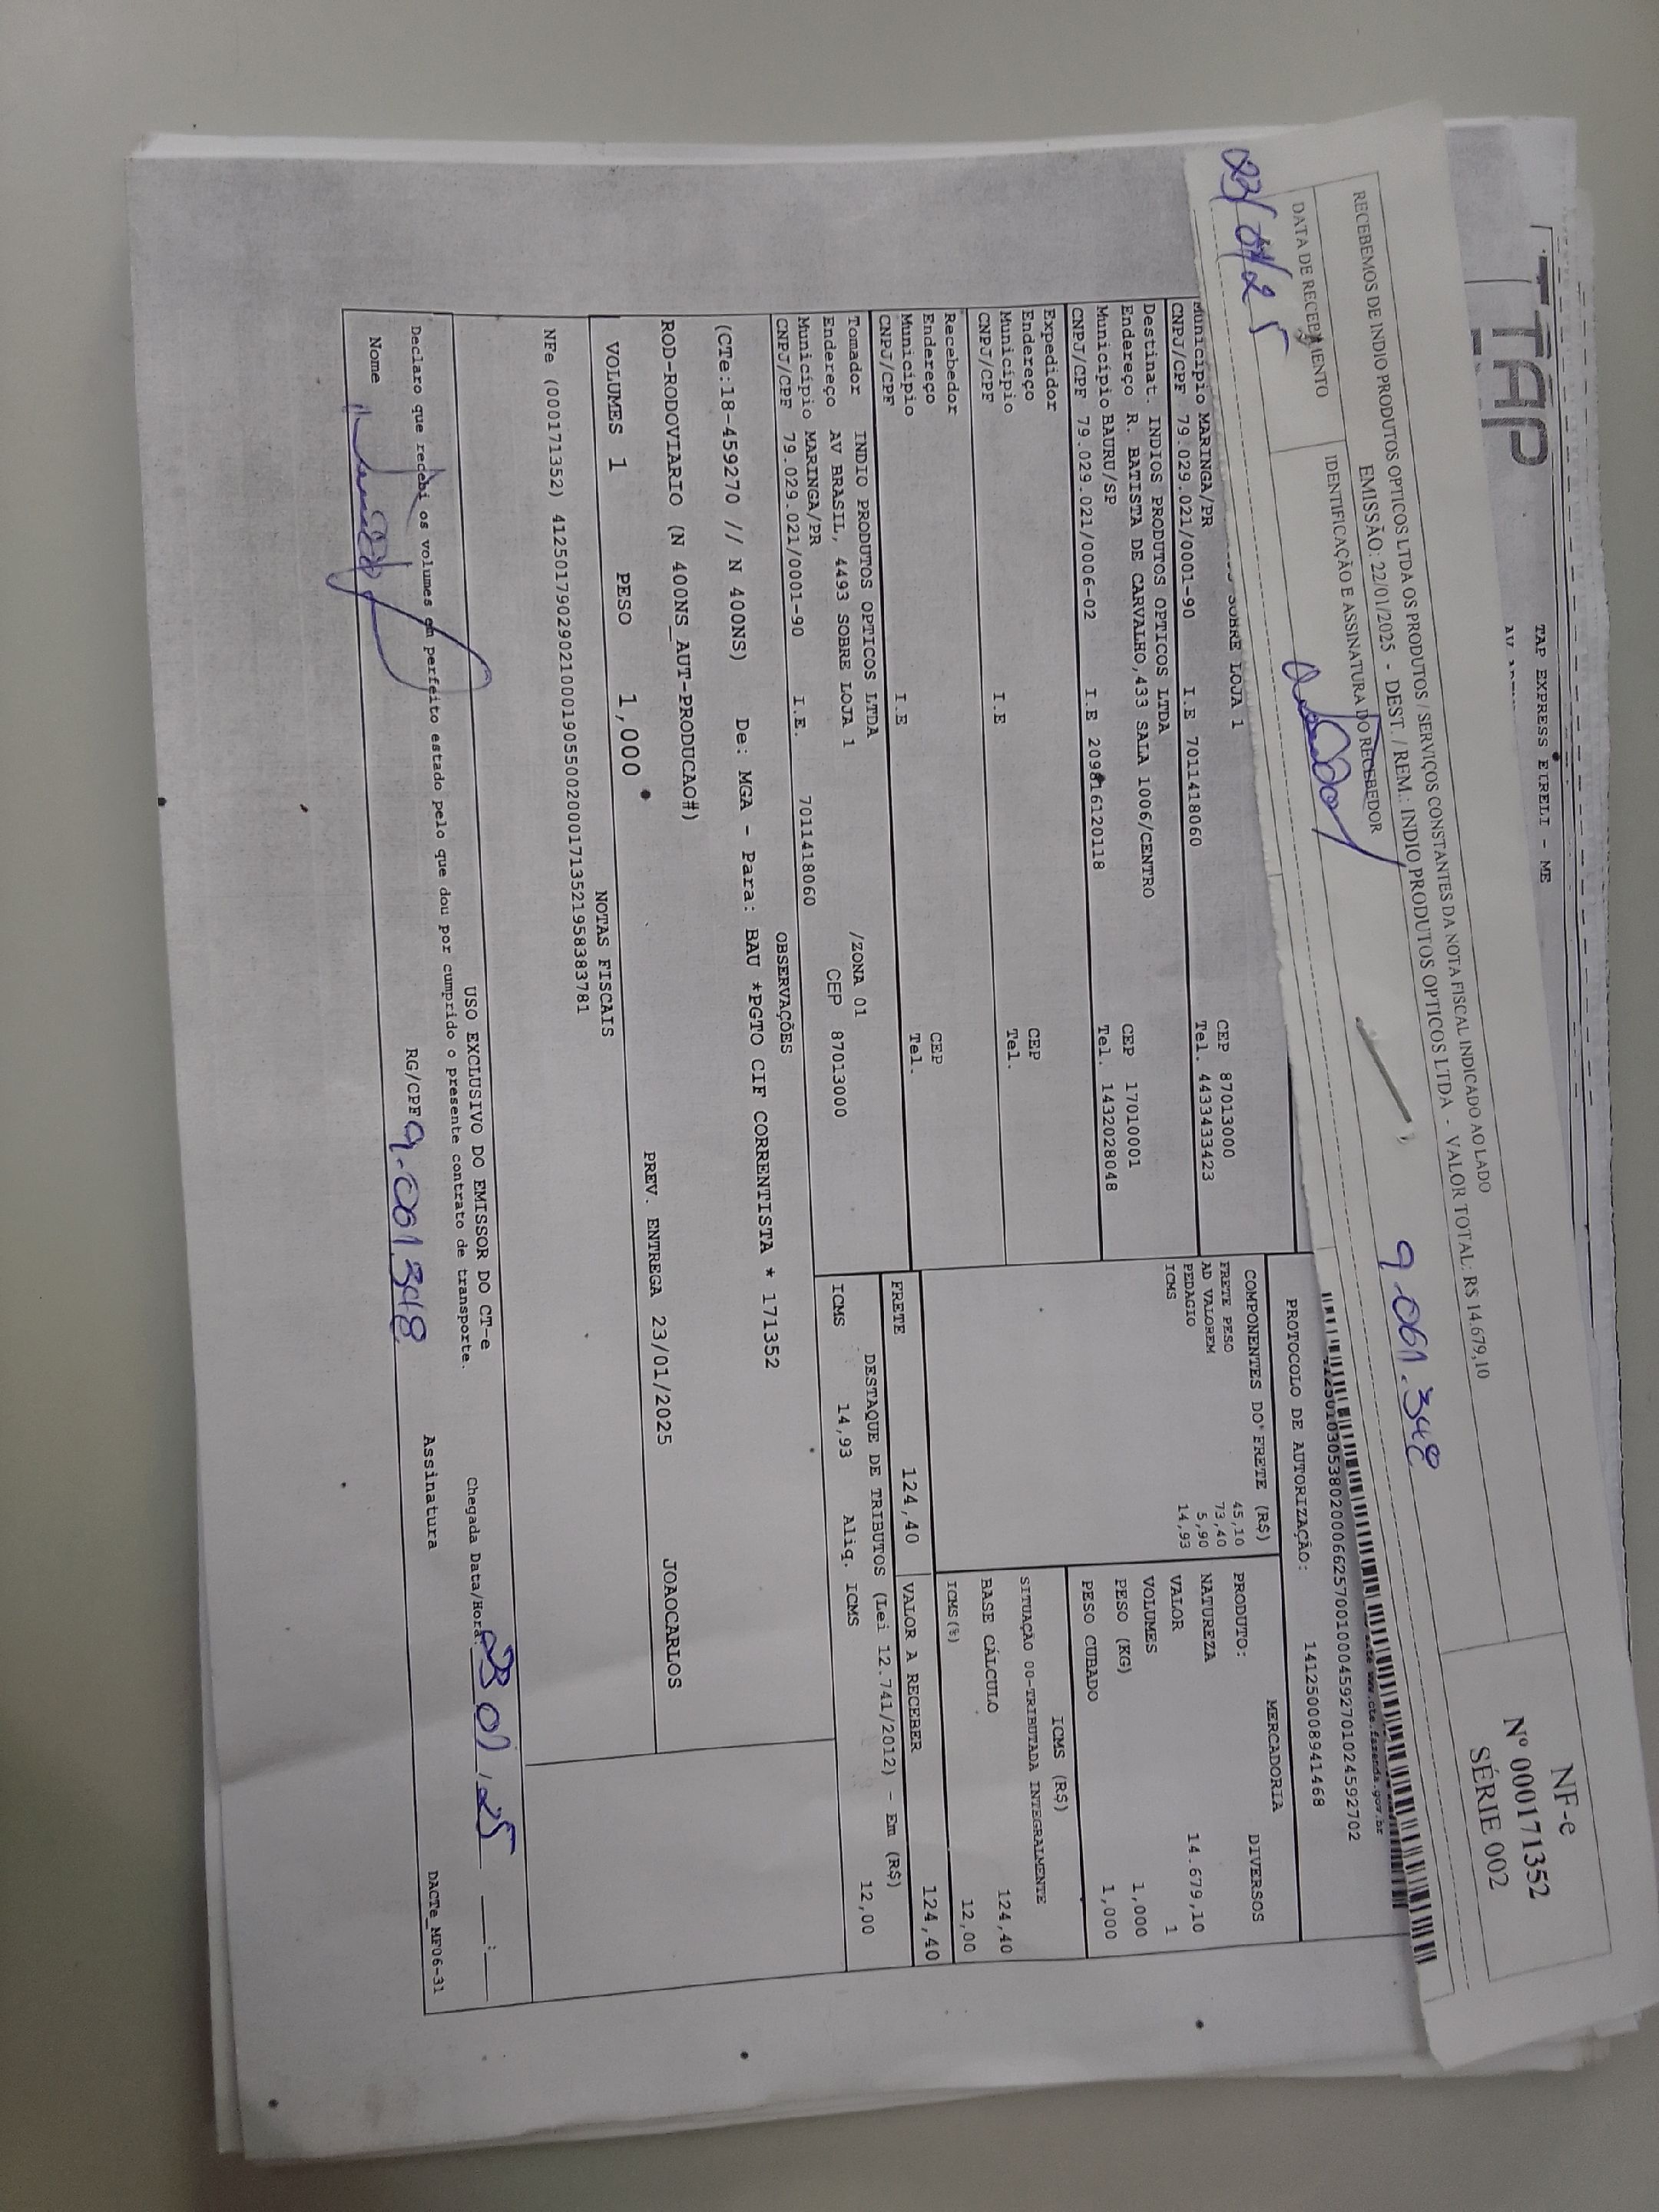 TAP
TAP EXPRESS EIRELI - ME
RECEBEMOS DE INDIO PRODUTOS OPTICOS LTDA OS PRODUTOS / SERVIÇOS CONSTANTES DA NOTA FISCAL INDICADO AO LADO
EMISSÃO: 22/01/2025 - DEST. / REM.: INDIO PRODUTOS OPTICOS LTDA - VALOR TOTAL: R$ 14.679,10
DATA DE RECEBIMENTO
IDENTIFICAÇÃO E ASSINATURA DO RECEBEDOR
23/01/25
9.061.348
NF-e
Nº 000171352
SÉRIE 002
PROTOCOLO DE AUTORIZAÇÃO: 141250008941468
SOBRE LOJA 1
CEP 87013000
Município MARINGA/PR
Tel. 4433433423
CNPJ/CPF 79.029.021/0001-90 I.E 7011418060
Destinat. INDIOS PRODUTOS OPTICOS LTDA
Endereço R. BATISTA DE CARVALHO,433 SALA 1006/CENTRO
CEP 17010001
Município BAURU/SP
Tel. 1432028048
CNPJ/CPF 79.029.021/0006-02 I.E 209816120118
Expedidor
Endereço CEP
Município Tel.
CNPJ/CPF I.E
Recebedor
Endereço CEP
Município Tel.
CNPJ/CPF I.E
Tomador INDIO PRODUTOS OPTICOS LTDA
Endereço AV BRASIL, 4493 SOBRE LOJA 1 /ZONA 01
Município MARINGA/PR CEP 87013000
CNPJ/CPF 79.029.021/0001-90 I.E. 7011418060
COMPONENTES DO FRETE (R$)
FRETE PESO 45,10
AD VALOREM 73,40
PEDAGIO 5,90
ICMS 14,93
MERCADORIA
PRODUTO: DIVERSOS
NATUREZA
VALOR 14.679,10
VOLUMES 1
PESO (KG) 1,000
PESO CUBADO 1,000
ICMS (R$)
SITUAÇÃO 00-TRIBUTADA INTEGRALMENTE
BASE CÁLCULO 124,40
ICMS(%) 12,00
FRETE 124,40
VALOR A RECEBER 124,40
DESTAQUE DE TRIBUTOS (Lei 12.741/2012) - Em (R$)
ICMS 14,93 Aliq. ICMS 12,00
OBSERVAÇÕES
(CTe:18-459270 // N 400NS) De: MGA - Para: BAU *PGTO CIF CORRENTISTA * 171352
ROD-RODOVIARIO (N 400NS_AUT-PRODUCAO#)
VOLUMES 1 PESO 1,000 PREV. ENTREGA 23/01/2025 JOAOCARLOS
NOTAS FISCAIS
NFe (000171352) 41250179029021000190550020001713521958383781
USO EXCLUSIVO DO EMISSOR DO CT-e
Declaro que recebi os volumes em perfeito estado pelo que dou por cumprido o presente contrato de transporte.
Chegada Data/Hora: 23 01 25
Nome RG/CPF 9.061.348 Assinatura
DACTe_MF06-31